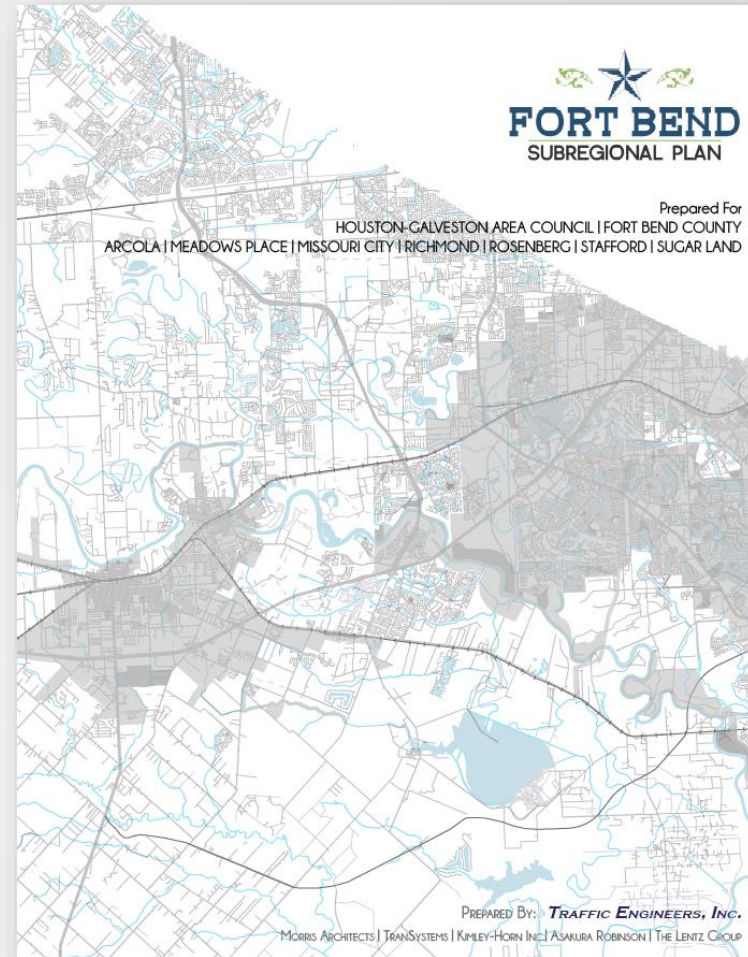 FORT BEND
SUBREGIONAL PLAN
Prepared For
HOUSTON-GALVESTON AREA COUNCIL | FORT BEND COUNTY
ARCOLA | MEADOWS PLACE | MISSOURI CITY | RICHMOND | ROSENBERG | STAFFORD | SUGAR LAND
PREPARED BY: TRAFFIC ENGINEERS, INC.
MORRIS ARCHITECTS | TRANSYSTEMS | KIMLEY-HORN INC.| ASAKURA ROBINSON | THE LENTZ GROUP